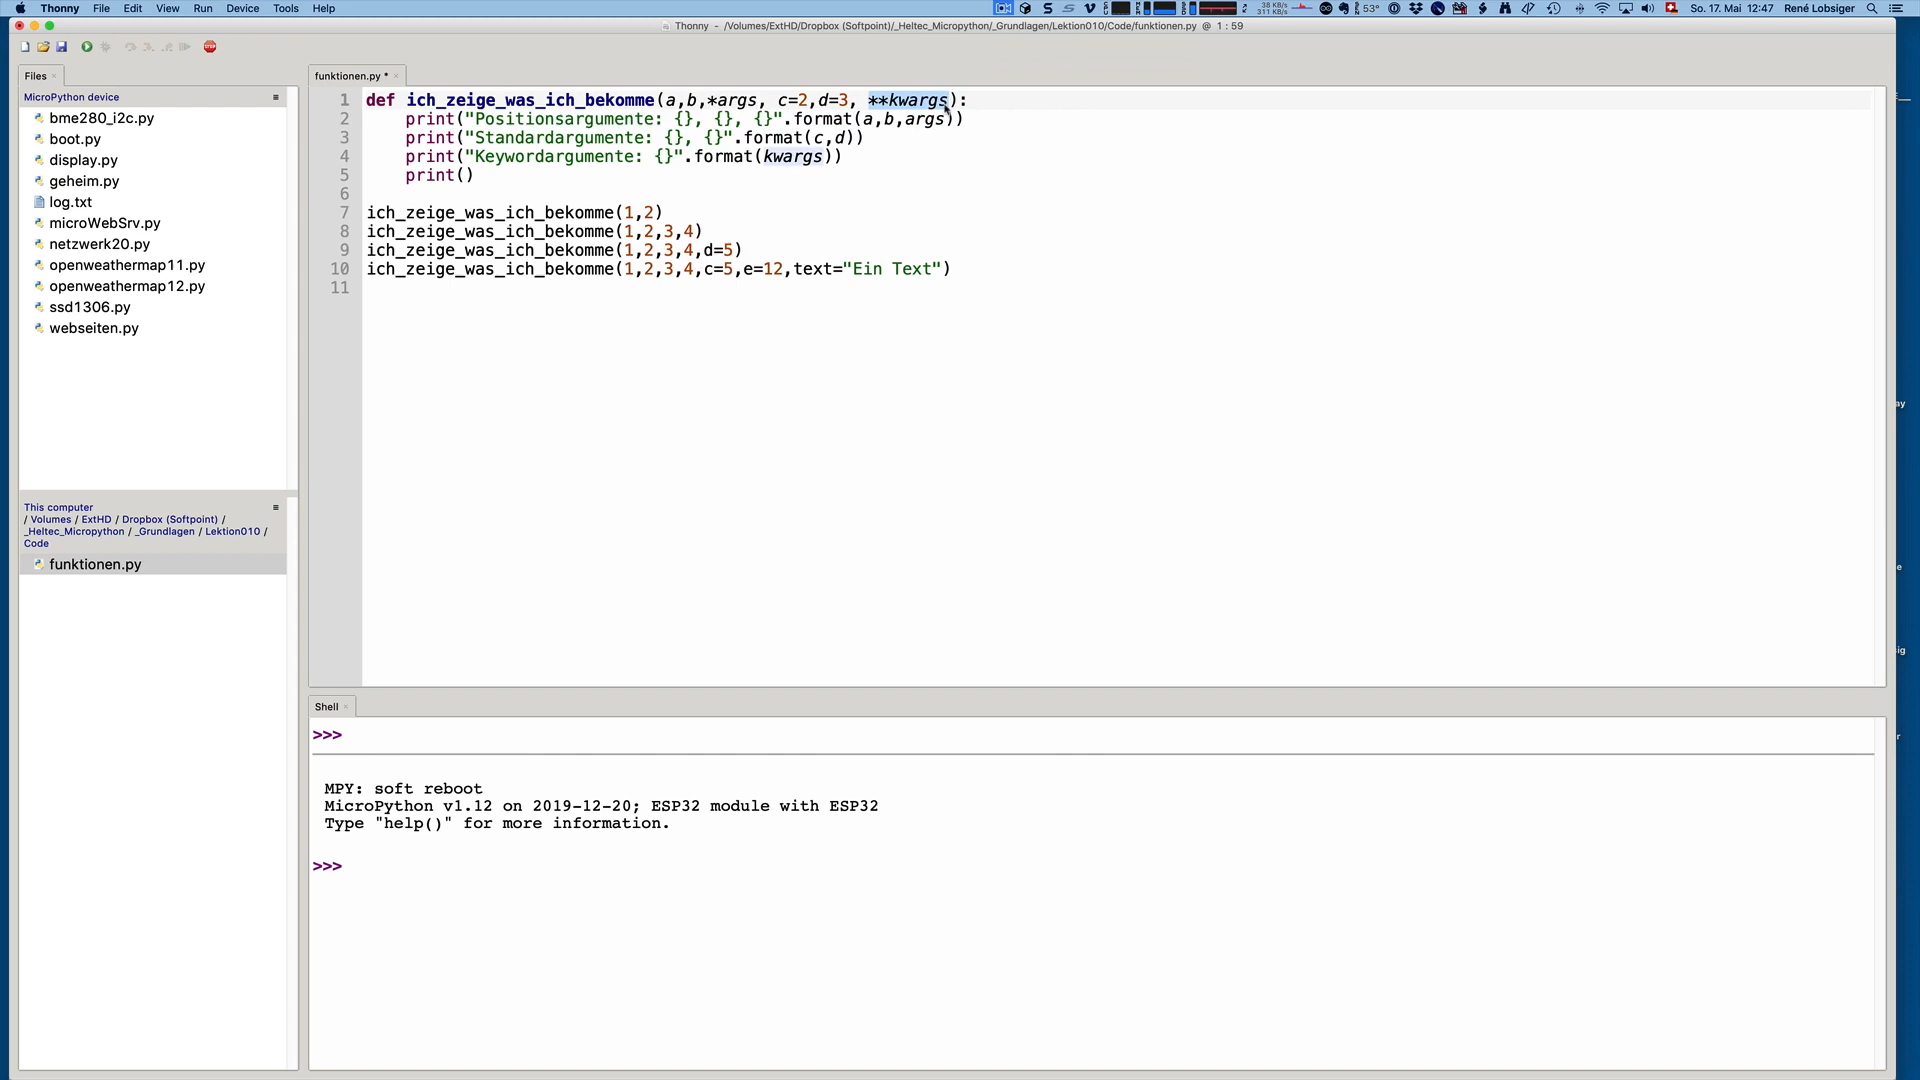 Thonny File Edit View Run Device Tools Help
38 KB/s
311 KB/s
53° So. 17. Mai 12:47 René Lobsiger
Thonny - /Volumes/ExtHD/Dropbox (Softpoint)/_Heltec_Micropython/_Grundlagen/Lektion010/Code/funktionen.py @ 1 : 59
Files
MicroPython device
bme280_i2c.py
boot.py
display.py
geheim.py
log.txt
microWebSrv.py
netzwerk20.py
openweathermap11.py
openweathermap12.py
ssd1306.py
webseiten.py
This computer
/ Volumes / ExtHD / Dropbox (Softpoint) /
_Heltec_Micropython / _Grundlagen / Lektion010 /
Code
funktionen.py
funktionen.py *
1 def ich_zeige_was_ich_bekomme(a,b,*args, c=2,d=3, **kwargs):
2 print("Positionsargumente: {}, {}, {}".format(a,b,args))
3 print("Standardargumente: {}, {}".format(c,d))
4 print("Keywordargumente: {}".format(kwargs))
5 print()
6
7 ich_zeige_was_ich_bekomme(1,2)
8 ich_zeige_was_ich_bekomme(1,2,3,4)
9 ich_zeige_was_ich_bekomme(1,2,3,4,d=5)
10 ich_zeige_was_ich_bekomme(1,2,3,4,c=5,e=12,text="Ein Text")
11
Shell
>>>
MPY: soft reboot
MicroPython v1.12 on 2019-12-20; ESP32 module with ESP32
Type "help()" for more information.
>>>